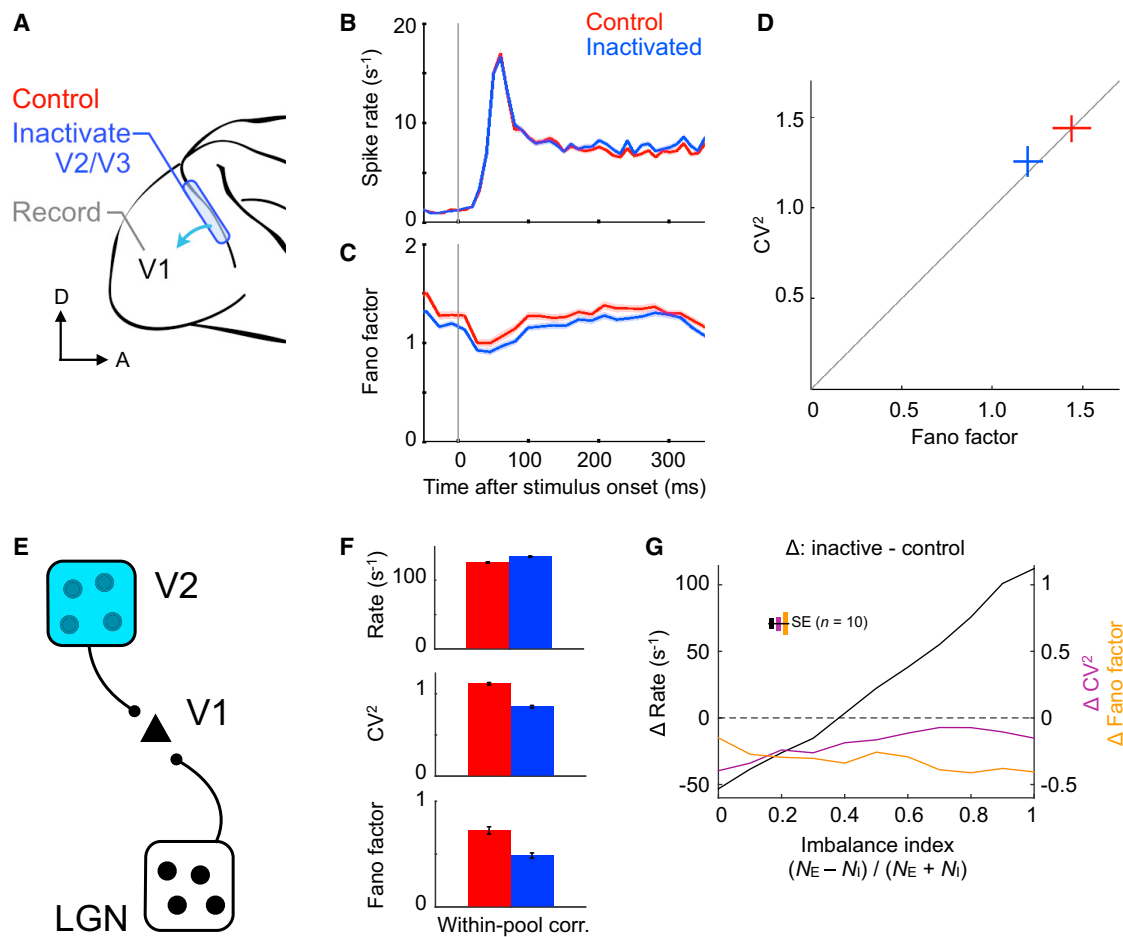 A
Control
Inactivate
V2/V3
Record
V1
D
A
B
Control
Inactivated
Spike rate (s⁻¹)
20
10
0
C
Fano factor
2
1
0
0
100
200
300
Time after stimulus onset (ms)
D
CV²
1.5
1.0
0.5
0
0.5
1.0
1.5
Fano factor
E
V2
V1
LGN
F
Rate (s⁻¹)
100
0
CV²
1
0
Fano factor
1
0
Within-pool corr.
G
Δ: inactive - control
SE (n = 10)
Δ Rate (s⁻¹)
100
50
0
-50
1
0.5
0
-0.5
Δ CV²
Δ Fano factor
0
0.2
0.4
0.6
0.8
1
Imbalance index
(NE – NI) / (NE + NI)